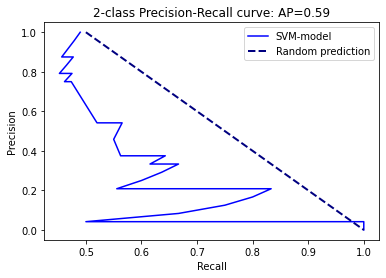 2-class Precision-Recall curve: AP=0.59
SVM-model
Random prediction
Precision
1.0
0.8
0.6
0.4
0.2
0.0
0.5
0.6
0.7
0.8
0.9
1.0
Recall